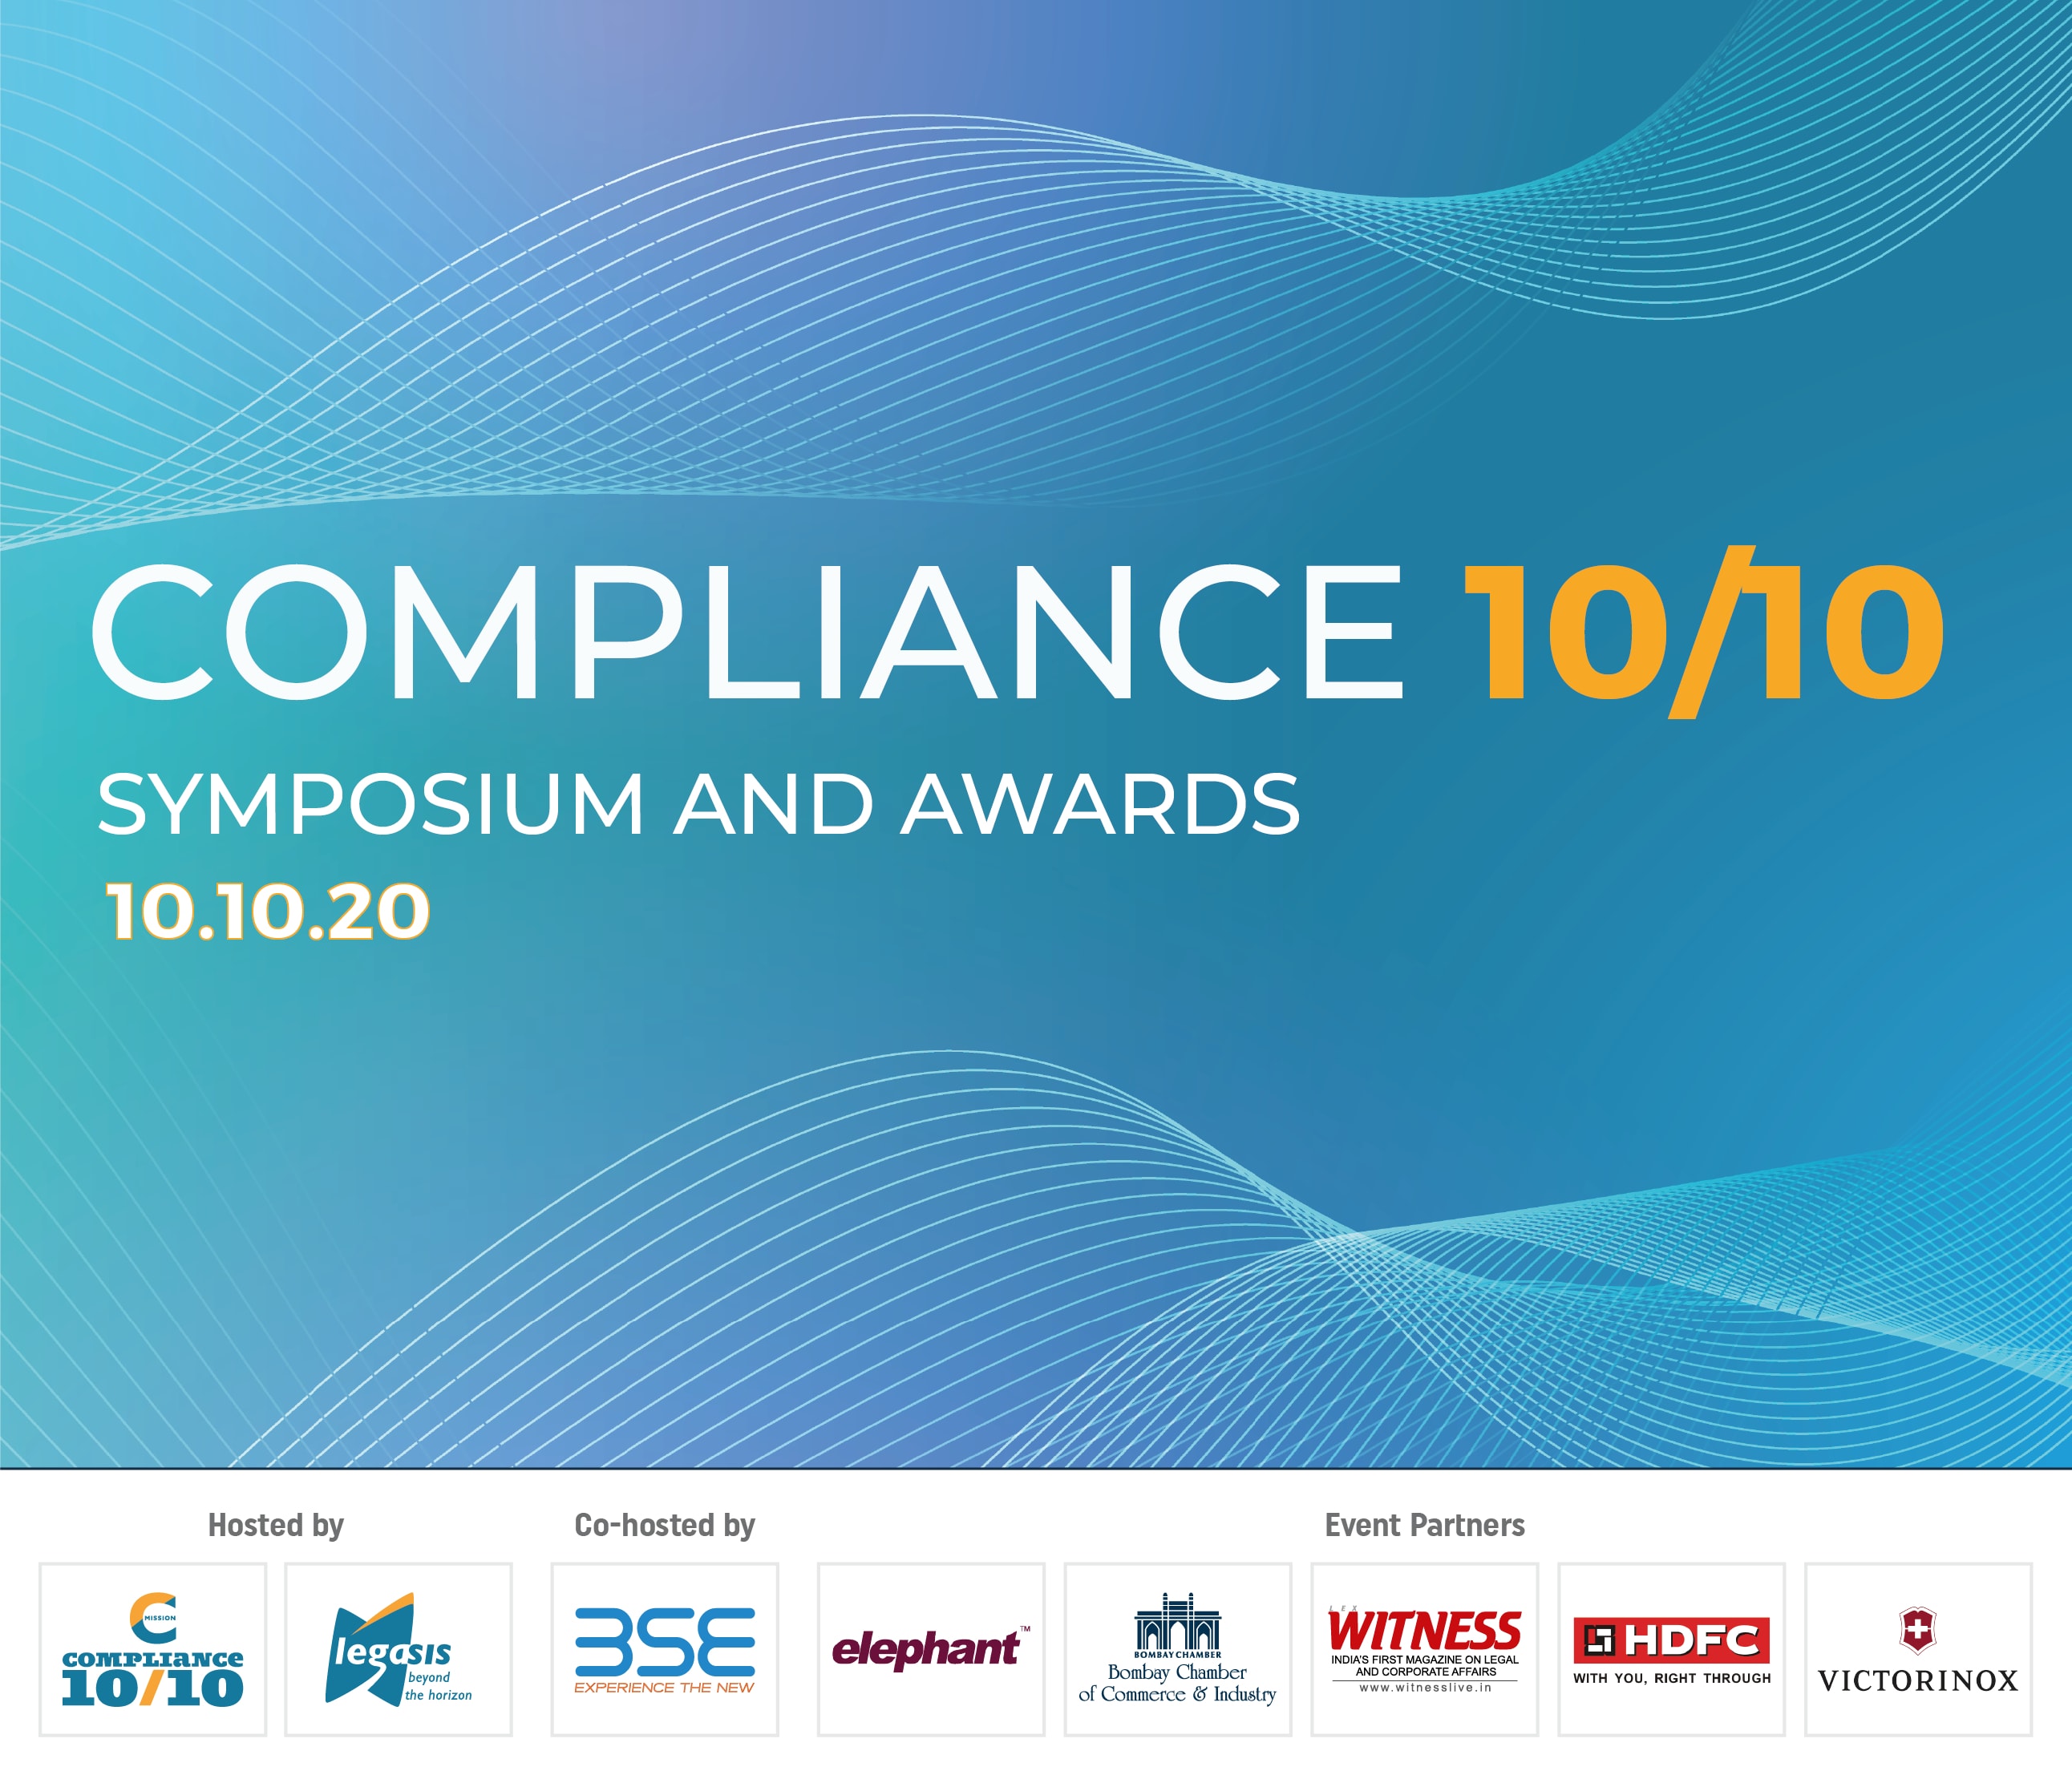 COMPLIANCE 10/10
SYMPOSIUM AND AWARDS
10.10.20
Hosted by
Co-hosted by
Event Partners
C
MISSION
COMPLIANCE
10/10
legasis
beyond
the horizon
BSE
EXPERIENCE THE NEW
elephant™
BOMBAY CHAMBER
Bombay Chamber
of Commerce & Industry
LEX
WITNESS
INDIA'S FIRST MAGAZINE ON LEGAL
AND CORPORATE AFFAIRS
www.witnesslive.in
HDFC
WITH YOU, RIGHT THROUGH
VICTORINOX